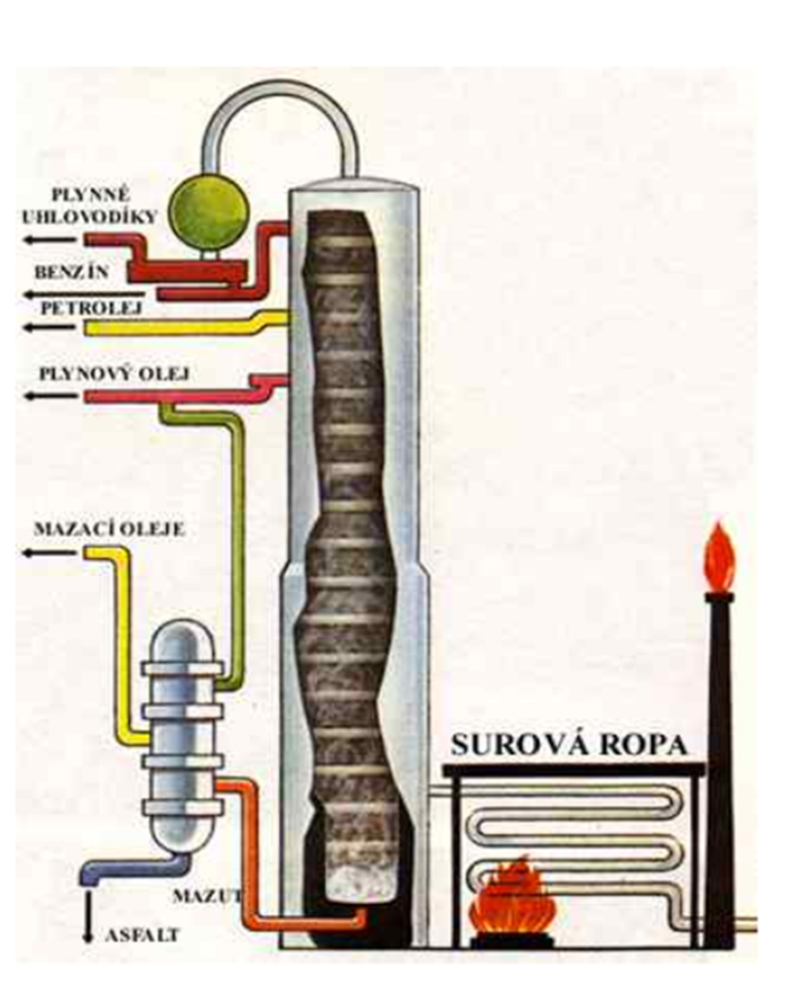 PLYNNÉ
UHLOVODÍKY
BENZÍN
PETROLEJ
PLYNOVÝ OLEJ
MAZACÍ OLEJE
SUROVÁ ROPA
MAZUT
ASFALT